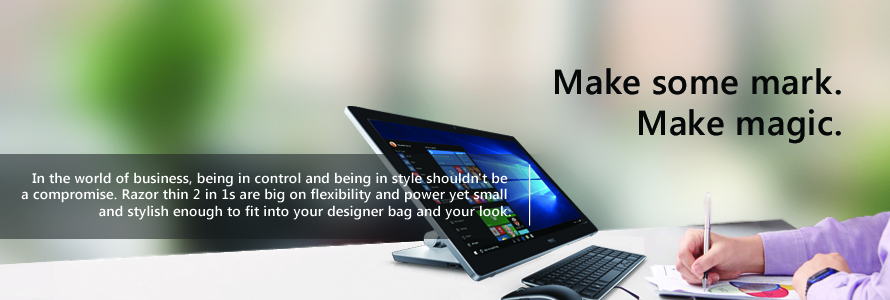 Make some mark.
Make magic.
In the world of business, being in control and being in style shouldn't be
a compromise. Razor thin 2 in 1s are big on flexibility and power yet small
and stylish enough to fit into your designer bag and your look.